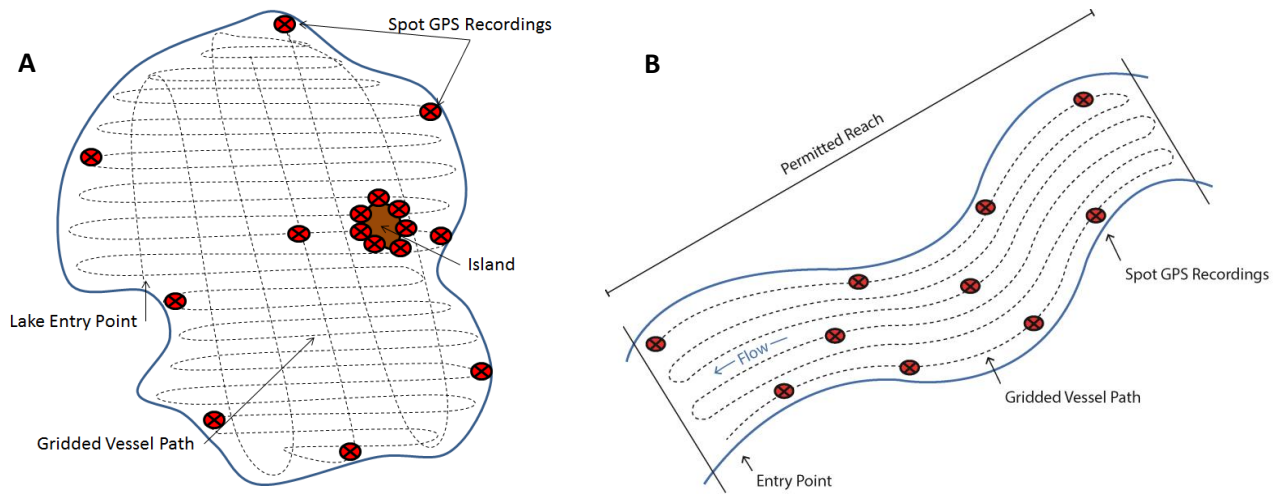 A
Spot GPS Recordings
Island
Lake Entry Point
Gridded Vessel Path
B
Permitted Reach
Spot GPS Recordings
Flow
Gridded Vessel Path
Entry Point